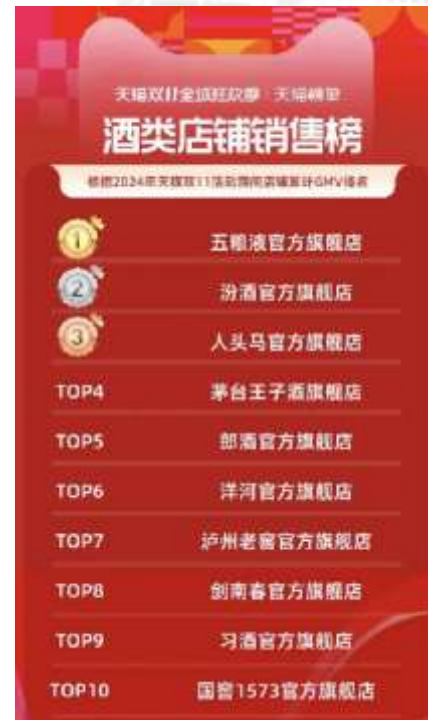 天猫双11全球狂欢季 天猫榜单
酒类店铺销售榜
根据2024年天猫双11活动期间店铺累计GMV排名
1 五粮液官方旗舰店
2 汾酒官方旗舰店
3 人头马官方旗舰店
TOP4 茅台王子酒旗舰店
TOP5 郎酒官方旗舰店
TOP6 洋河官方旗舰店
TOP7 泸州老窖官方旗舰店
TOP8 剑南春官方旗舰店
TOP9 习酒官方旗舰店
TOP10 国窖1573官方旗舰店